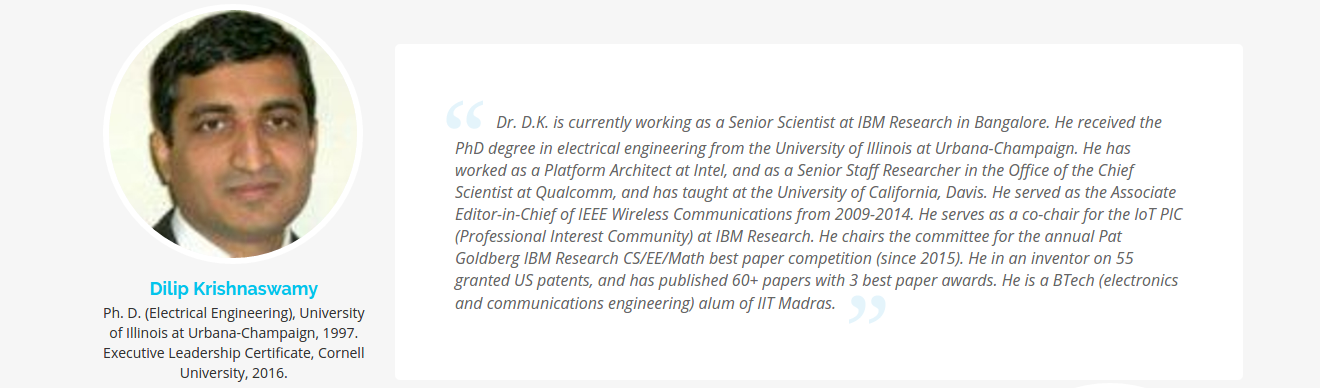 Dilip Krishnaswamy
Ph. D. (Electrical Engineering), University
of Illinois at Urbana-Champaign, 1997.
Executive Leadership Certificate, Cornell
University, 2016.
“ Dr. D.K. is currently working as a Senior Scientist at IBM Research in Bangalore. He received the
PhD degree in electrical engineering from the University of Illinois at Urbana-Champaign. He has
worked as a Platform Architect at Intel, and as a Senior Staff Researcher in the Office of the Chief
Scientist at Qualcomm, and has taught at the University of California, Davis. He served as the Associate
Editor-in-Chief of IEEE Wireless Communications from 2009-2014. He serves as a co-chair for the IoT PIC
(Professional Interest Community) at IBM Research. He chairs the committee for the annual Pat
Goldberg IBM Research CS/EE/Math best paper competition (since 2015). He in an inventor on 55
granted US patents, and has published 60+ papers with 3 best paper awards. He is a BTech (electronics
and communications engineering) alum of IIT Madras. ”